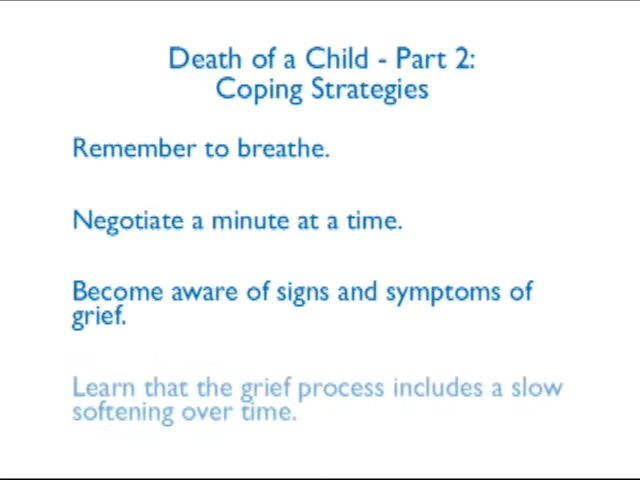 Death of a Child - Part 2:
Coping Strategies
Remember to breathe.
Negotiate a minute at a time.
Become aware of signs and symptoms of
grief.
Learn that the grief process includes a slow
softening over time.